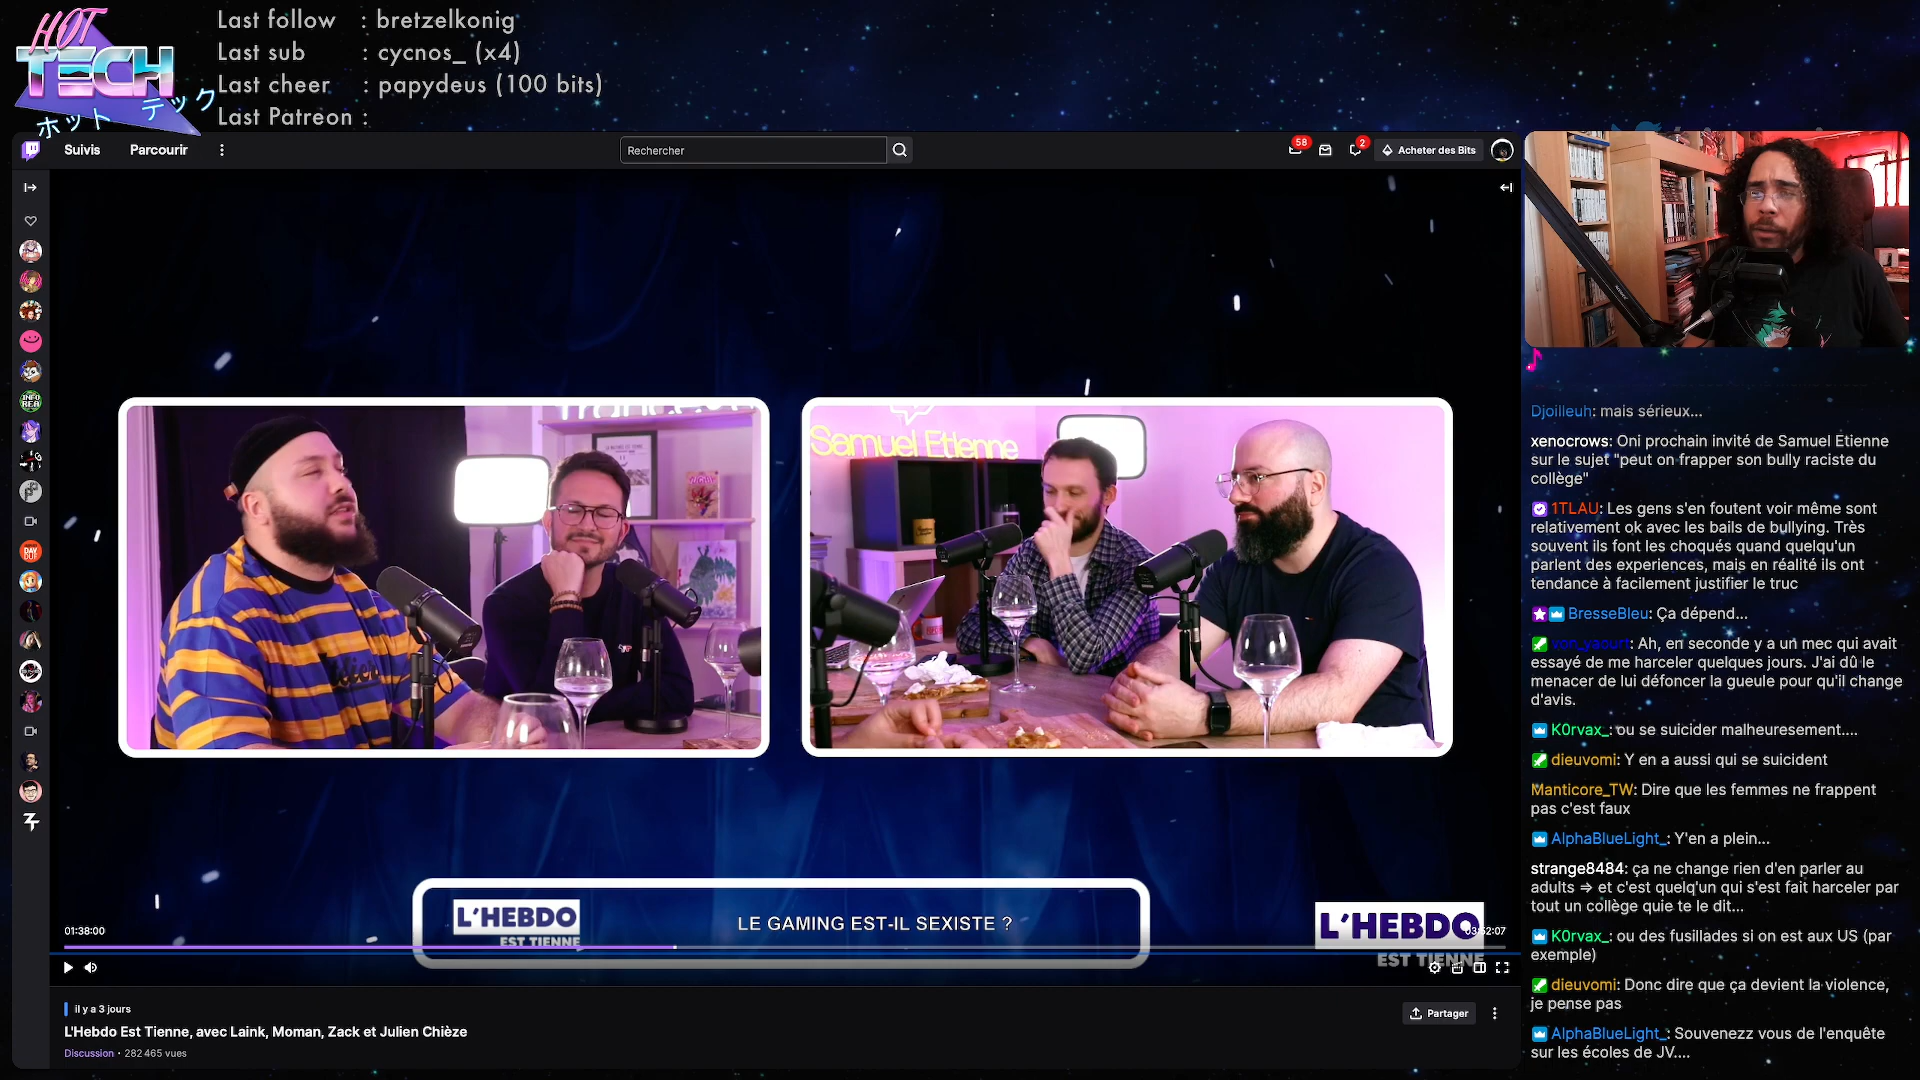 HOT
TECH
ホット テック
Last follow : bretzelkonig
Last sub : cycnos_ (x4)
Last cheer : papydeus (100 bits)
Last Patreon :
Suivis
Parcourir
Rechercher
58
2
Acheter des Bits
INFO
REA
DAY
DUF
Samuel Etienne
L'HEBDO
EST TIENNE
LE GAMING EST-IL SEXISTE ?
L'HEBDO
EST TIENNE
01:38:00
03:52:07
il y a 3 jours
L'Hebdo Est Tienne, avec Laink, Moman, Zack et Julien Chièze
Discussion • 282 465 vues
Partager
Djoilleuh: mais sérieux...
xenocrows: Oni prochain invité de Samuel Etienne
sur le sujet "peut on frapper son bully raciste du
collège"
1TLAU: Les gens s'en foutent voir même sont
relativement ok avec les bails de bullying. Très
souvent ils font les choqués quand quelqu'un
parlent des experiences, mais en réalité ils ont
tendance à facilement justifier le truc
BresseBleu: Ça dépend...
von_yaourt: Ah, en seconde y a un mec qui avait
essayé de me harceler quelques jours. J'ai dû le
menacer de lui défoncer la gueule pour qu'il change
d'avis.
K0rvax_: ou se suicider malheuresement....
dieuvomi: Y en a aussi qui se suicident
Manticore_TW: Dire que les femmes ne frappent
pas c'est faux
AlphaBlueLight_: Y'en a plein...
strange8484: ça ne change rien d'en parler au
adults => et c'est quelq'un qui s'est fait harceler par
tout un collège quie te le dit...
K0rvax_: ou des fusillades si on est aux US (par
exemple)
dieuvomi: Donc dire que ça devient la violence,
je pense pas
AlphaBlueLight_: Souvenezz vous de l'enquête
sur les écoles de JV....